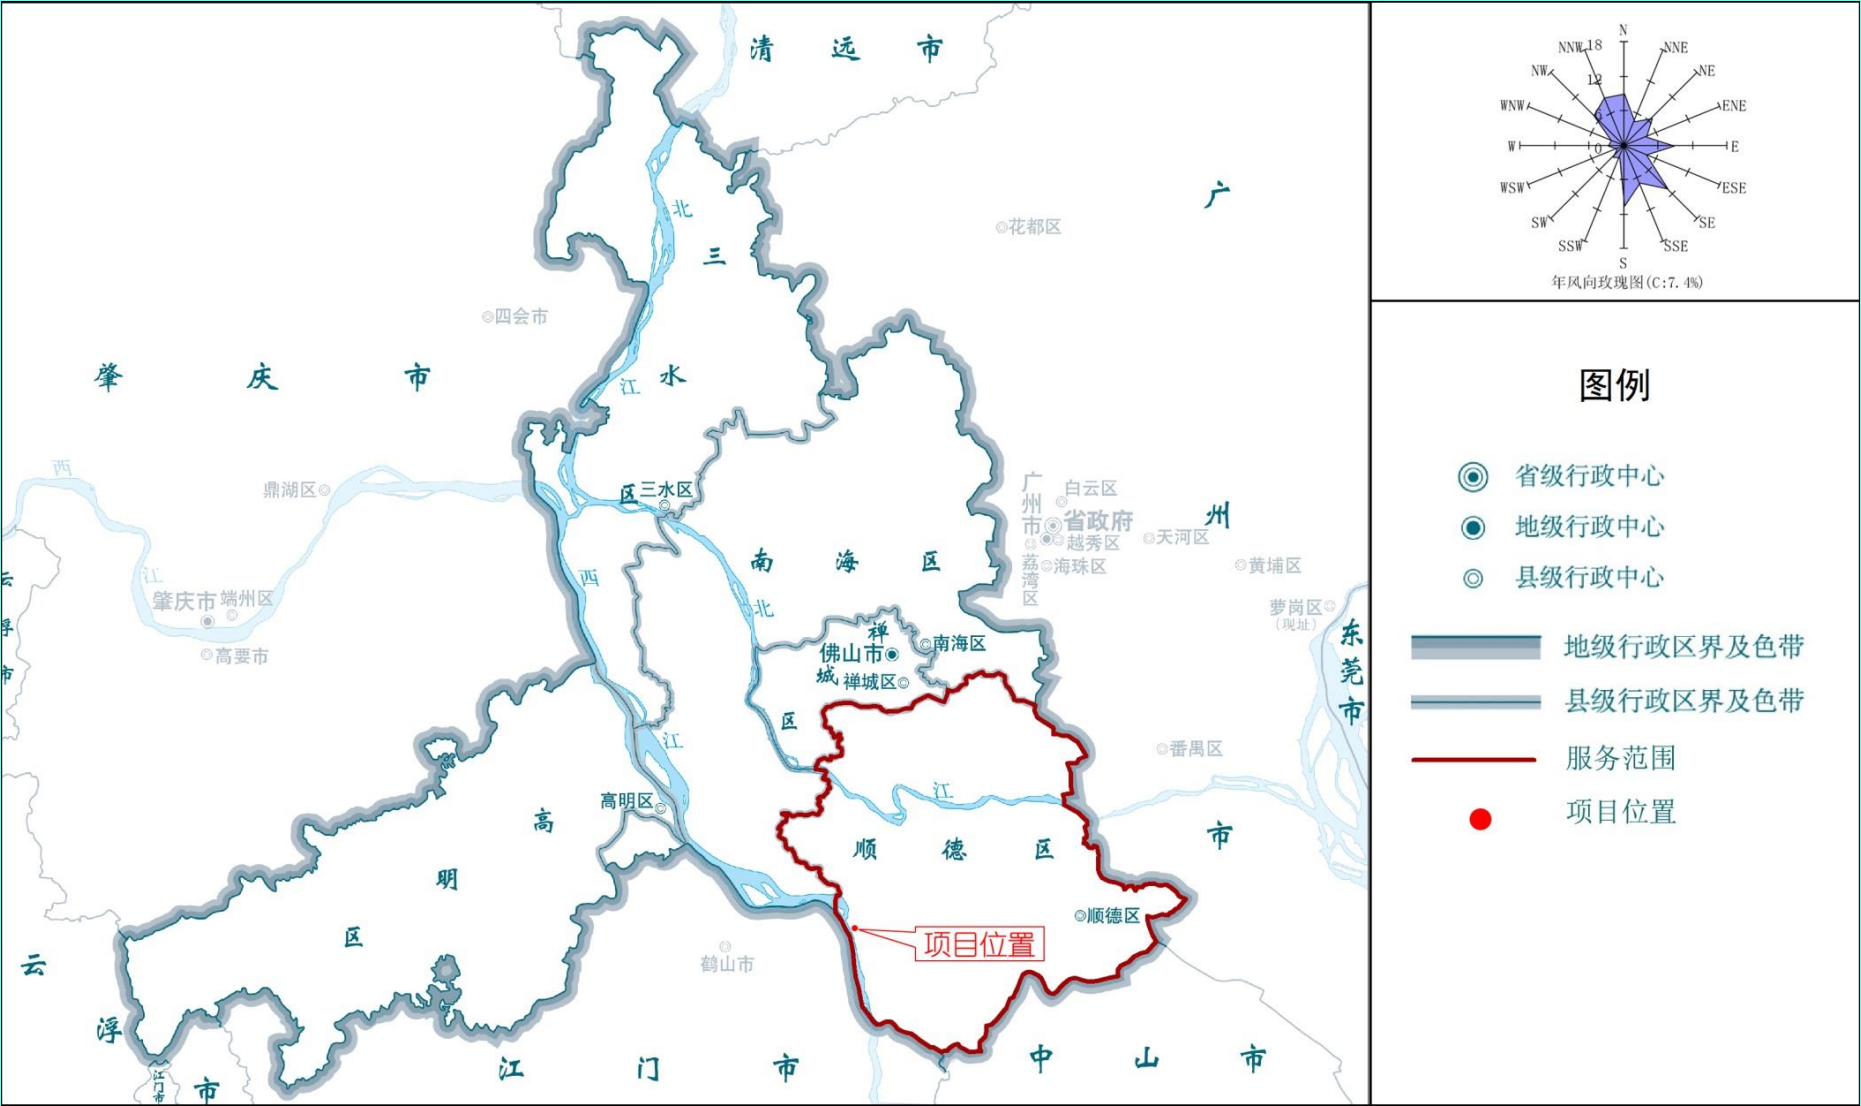 清 远 市
北
三
广
花都区
四会市
肇 庆 市
江
水
西
鼎湖区
区
三水区
广州市
白云区
省政府
越秀区
天河区
荔湾区
海珠区
黄埔区
州
南 海 区
西
江
肇庆市
端州区
高要市
北
萝岗区
(现址)
东莞市
禅
佛山市
南海区
城
禅城区
区
江
番禺区
高明区
江
高
顺 德 区
市
明
区
顺德区
项目位置
鹤山市
云
浮
市
云
浮
市
江门市
江 门 市
中 山 市
N
NNE
NE
ENE
E
ESE
SE
SSE
S
SSW
SW
WSW
W
WNW
NW
NNW
18
12
6
0
年风向玫瑰图(C:7.4%)
图例
省级行政中心
地级行政中心
县级行政中心
地级行政区界及色带
县级行政区界及色带
服务范围
项目位置